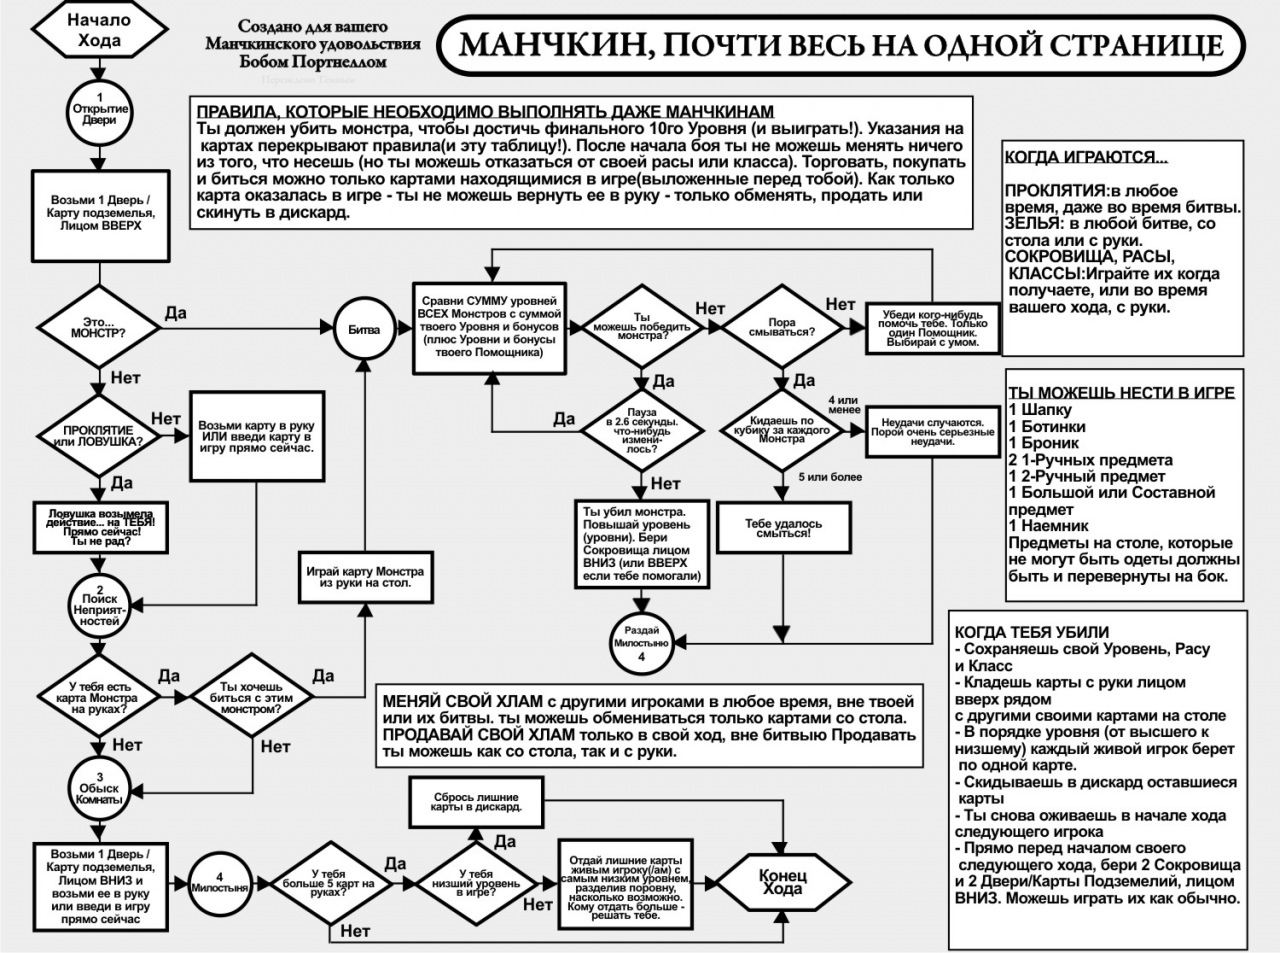 Начало
Хода
Создано для вашего
Манчкинского удовольствия
Бобом Портнеллом
МАНЧКИН, ПОЧТИ ВЕСЬ НА ОДНОЙ СТРАНИЦЕ
1
Открытие
Двери
ПРАВИЛА, КОТОРЫЕ НЕОБХОДИМО ВЫПОЛНЯТЬ ДАЖЕ МАНЧКИНАМ
Ты должен убить монстра, чтобы достичь финального 10го Уровня (и выиграть!). Указания на
картах перекрывают правила(и эту таблицу!). После начала боя ты не можешь менять ничего
из того, что несешь (но ты можешь отказаться от своей расы или класса). Торговать, покупать
и биться можно только картами находящимися в игре(выложенные перед тобой). Как только
карта оказалась в игре - ты не можешь вернуть ее в руку - только обменять, продать или
скинуть в дискард.
КОГДА ИГРАЮТСЯ...
ПРОКЛЯТИЯ:в любое
время, даже во время битвы.
ЗЕЛЬЯ: в любой битве, со
стола или с руки.
СОКРОВИЩА, РАСЫ,
КЛАССЫ:Играйте их когда
получаете, или во время
вашего хода, с руки.
Возьми 1 Дверь /
Карту подземелья,
Лицом ВВЕРХ
Это...
МОНСТР?
Да
Битва
Сравни СУММУ уровней
ВСЕХ Монстров с суммой
твоего Уровня и бонусов
(плюс Уровни и бонусы
твоего Помощника)
Ты
можешь победить
монстра?
Нет
Пора
смываться?
Нет
Убеди кого-нибудь
помочь тебе. Только
один Помощник.
Выбирай с умом.
Нет
Да
Да
ПРОКЛЯТИЕ
или ЛОВУШКА?
Нет
Возьми карту в руку
ИЛИ введи карту в
игру прямо сейчас.
Да
Пауза
в 2.6 секунды.
что-нибудь
измени-
лось?
Кидаешь по
кубику за каждого
Монстра
4 или
менее
Неудачи случаются.
Порой очень серьезные
неудачи.
ТЫ МОЖЕШЬ НЕСТИ В ИГРЕ
1 Шапку
1 Ботинки
1 Броник
2 1-Ручных предмета
1 2-Ручный предмет
1 Большой или Составной
предмет
1 Наемник
Предметы на столе, которые
не могут быть одеты должны
быть и перевернуты на бок.
Да
Нет
5 или более
Ловушка возымела
действие... на ТЕБЯ!
Прямо сейчас!
Ты не рад?
Ты убил монстра.
Повышай уровень
(уровни). Бери
Сокровища лицом
ВНИЗ (или ВВЕРХ
если тебе помогали)
Тебе удалось
смыться!
2
Поиск
Неприят-
ностей
Играй карту Монстра
из руки на стол.
Раздай
Милостыню
4
У тебя есть
карта Монстра
на руках?
Да
Ты хочешь
биться с этим
монстром?
Да
Нет
Нет
МЕНЯЙ СВОЙ ХЛАМ с другими игроками в любое время, вне твоей
или их битвы. ты можешь обмениваться только картами со стола.
ПРОДАВАЙ СВОЙ ХЛАМ только в свой ход, вне битвыю Продавать
ты можешь как со стола, так и с руки.
КОГДА ТЕБЯ УБИЛИ
- Сохраняешь свой Уровень, Расу
и Класс
- Кладешь карты с руки лицом
вверх рядом
с другими своими картами на столе
- В порядке уровня (от высшего к
низшему) каждый живой игрок берет
по одной карте.
- Скидываешь в дискард оставшиеся
карты
- Ты снова оживаешь в начале хода
следующего игрока
- Прямо перед началом своего
следующего хода, бери 2 Сокровища
и 2 Двери/Карты Подземелий, лицом
ВНИЗ. Можешь играть их как обычно.
3
Обыск
Комнаты
Сбрось лишние
карты в дискард.
Возьми 1 Дверь /
Карту подземелья,
Лицом ВНИЗ и
возьми ее в руку
или введи в игру
прямо сейчас
4
Милостыня
У тебя
больше 5 карт на
руках?
Да
Да
У тебя
низший уровень
в игре?
Нет
Отдай лишние карты
живым игроку(/ам) с
самым низким уровнем,
разделив поровну,
насколько возможно.
Кому отдать больше -
решать тебе.
Конец
Хода
Нет